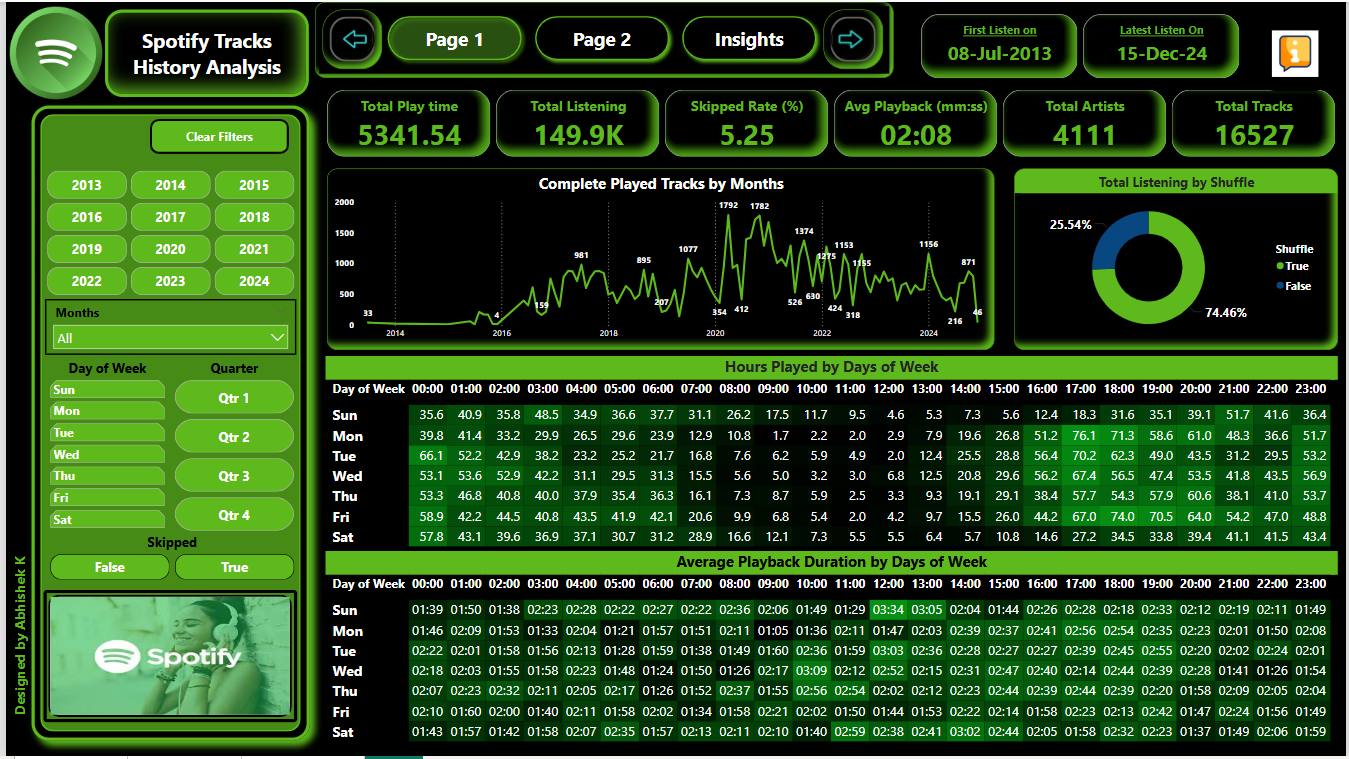 Spotify Tracks
History Analysis
Page 1
Page 2
Insights
First Listen on
08-Jul-2013
Latest Listen On
15-Dec-24
Total Play time
5341.54
Total Listening
149.9K
Skipped Rate (%)
5.25
Avg Playback (mm:ss)
02:08
Total Artists
4111
Total Tracks
16527
Clear Filters
2013 2014 2015
2016 2017 2018
2019 2020 2021
2022 2023 2024
Months
All
Day of Week
Sun
Mon
Tue
Wed
Thu
Fri
Sat
Quarter
Qtr 1
Qtr 2
Qtr 3
Qtr 4
Skipped
False True
Spotify
Designed by Abhishek K
Complete Played Tracks by Months
2000
1500
1000
500
0
2014 2016 2018 2020 2022 2024
33 4 159 981 895 207 1077 354 1792 412 1782 526 1374 630 1275 424 1153 318 1155 1156 216 871 46
Total Listening by Shuffle
25.54%
74.46%
Shuffle
True
False
Hours Played by Days of Week
Day of Week 00:00 01:00 02:00 03:00 04:00 05:00 06:00 07:00 08:00 09:00 10:00 11:00 12:00 13:00 14:00 15:00 16:00 17:00 18:00 19:00 20:00 21:00 22:00 23:00
Sun 35.6 40.9 35.8 48.5 34.9 36.6 37.7 31.1 26.2 17.5 11.7 9.5 4.6 5.3 7.3 5.6 12.4 18.3 31.6 35.1 39.1 51.7 41.6 36.4
Mon 39.8 41.4 33.2 29.9 26.5 29.6 23.9 12.9 10.8 1.7 2.2 2.0 2.9 7.9 19.6 26.8 51.2 76.1 71.3 58.6 61.0 48.3 36.6 51.7
Tue 66.1 52.2 42.9 38.2 23.2 25.2 21.7 16.8 7.6 6.2 5.9 4.9 2.0 12.4 25.5 28.8 56.4 70.2 62.3 49.0 43.5 31.2 29.5 53.2
Wed 53.1 53.6 52.9 42.2 31.1 29.5 31.3 15.5 5.6 5.0 3.2 3.0 6.8 12.5 20.8 29.6 56.2 67.4 56.5 47.4 53.5 41.8 43.5 56.9
Thu 53.3 46.8 40.8 40.0 37.9 35.4 36.3 16.1 7.3 8.7 5.9 2.5 3.3 9.3 19.1 29.1 38.4 57.7 54.3 57.9 60.6 38.1 41.0 53.7
Fri 58.9 42.2 44.5 40.8 43.5 41.9 42.1 20.6 9.9 6.8 5.4 2.0 4.2 9.7 15.5 26.0 44.2 67.0 74.0 70.5 64.0 54.2 47.0 48.8
Sat 57.8 43.1 39.6 36.9 37.1 30.7 31.2 28.9 16.6 12.1 7.3 5.5 5.5 6.4 5.7 10.8 14.6 27.2 34.5 33.8 39.4 41.1 41.5 43.4
Average Playback Duration by Days of Week
Day of Week 00:00 01:00 02:00 03:00 04:00 05:00 06:00 07:00 08:00 09:00 10:00 11:00 12:00 13:00 14:00 15:00 16:00 17:00 18:00 19:00 20:00 21:00 22:00 23:00
Sun 01:39 01:50 01:38 02:23 02:28 02:22 02:27 02:22 02:36 02:06 01:49 01:29 03:34 03:05 02:04 01:44 02:26 02:28 02:18 02:33 02:12 02:19 02:11 01:49
Mon 01:46 02:09 01:53 01:33 02:04 01:21 01:57 01:51 02:11 01:05 01:36 02:11 01:47 02:03 02:39 02:37 02:41 02:56 02:54 02:35 02:23 02:01 01:50 02:08
Tue 02:22 02:01 01:58 01:56 02:13 01:28 01:59 01:38 01:49 01:60 02:36 01:59 03:03 02:36 02:28 02:27 02:27 02:39 02:45 02:55 02:20 02:02 02:24 02:01
Wed 02:18 02:03 01:55 01:58 02:23 01:48 01:24 01:50 01:26 02:17 03:09 02:12 02:52 02:15 02:31 02:47 02:40 02:14 02:44 02:39 02:28 01:41 01:26 01:54
Thu 02:07 02:23 02:32 02:11 02:05 02:17 01:26 01:52 02:37 01:55 02:56 02:54 02:02 02:12 02:23 02:44 02:39 02:44 02:39 02:20 01:58 02:09 02:05 02:04
Fri 02:10 01:60 02:00 01:40 02:11 01:58 02:02 01:34 01:58 02:21 02:02 01:50 01:44 01:53 02:22 02:14 01:58 02:23 02:13 02:42 01:47 02:24 01:56 01:49
Sat 01:43 01:57 01:42 01:58 02:07 02:35 01:57 02:13 02:11 02:10 01:40 02:59 02:38 02:41 03:02 02:44 02:05 01:58 02:32 02:23 01:37 01:49 02:06 01:59